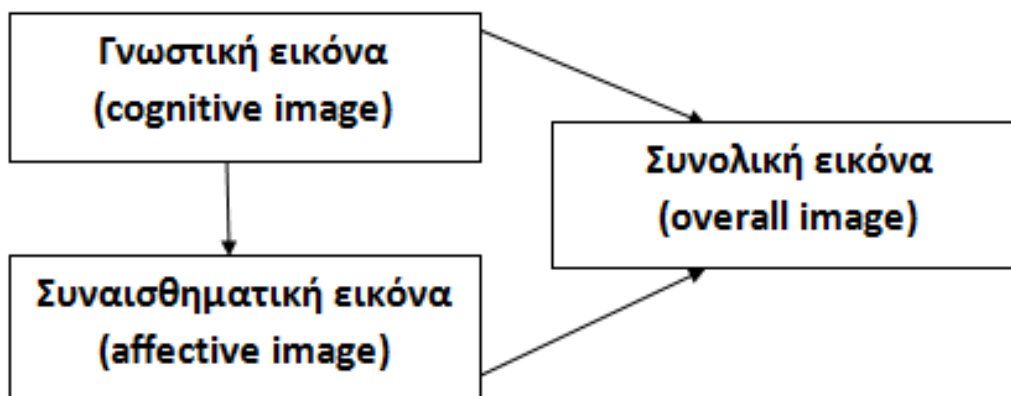 Γνωστική εικόνα
(cognitive image)
Συνολική εικόνα
(overall image)
Συναισθηματική εικόνα
(affective image)